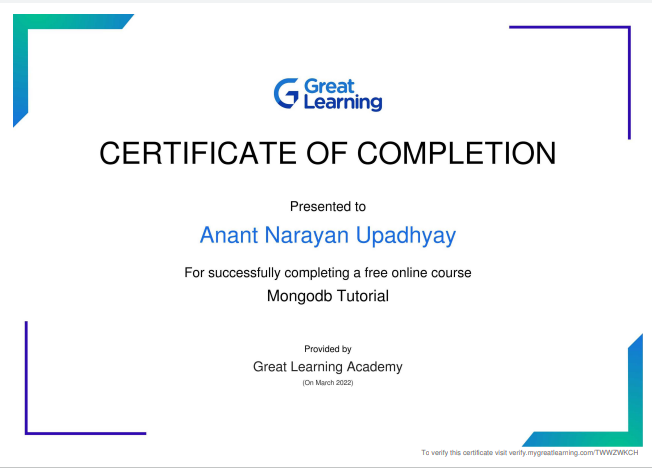 Great
Learning
CERTIFICATE OF COMPLETION
Presented to
Anant Narayan Upadhyay
For successfully completing a free online course
Mongodb Tutorial
Provided by
Great Learning Academy
(On March 2022)
To verify this certificate visit verify.mygreatlearning.com/TWWZWKCH